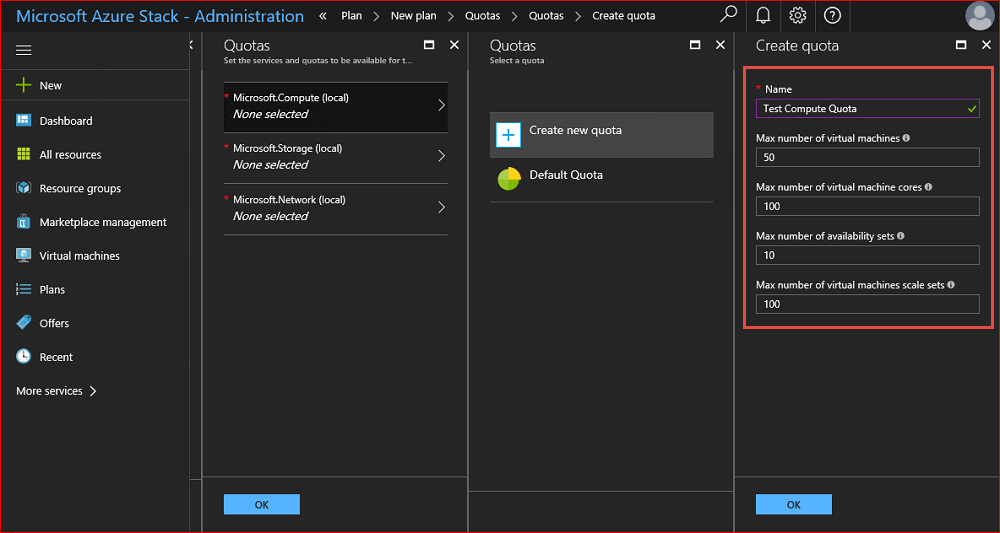 Microsoft Azure Stack - Administration « Plan > New plan > Quotas > Quotas > Create quota
New
Dashboard
All resources
Resource groups
Marketplace management
Virtual machines
Plans
Offers
Recent
More services >
Quotas
Set the services and quotas to be available for t...
* Microsoft.Compute (local)
None selected
* Microsoft.Storage (local)
None selected
* Microsoft.Network (local)
None selected
OK
Quotas
Select a quota
Create new quota
Default Quota
Create quota
* Name
Test Compute Quota
Max number of virtual machines
50
Max number of virtual machine cores
100
Max number of availability sets
10
Max number of virtual machines scale sets
100
OK